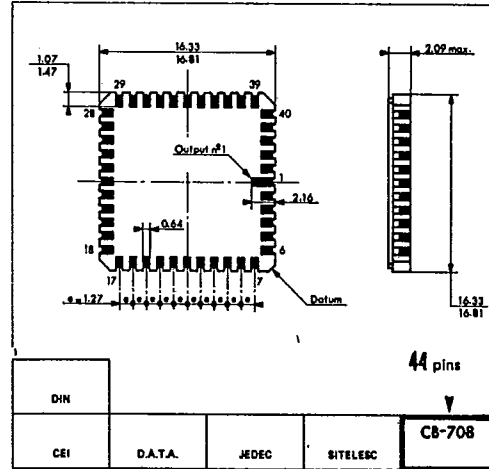 16.33
16.81
2.09 max.
1.07
1.47
29
39
28
40
Output nº1
1
2.16
0.64
18
6
17
7
e = 1.27
e e e e e e e e e
Datum
16.33
16.81
44 pins
DIN
CEI
D.A.T.A.
JEDEC
SITELESC
CB-708